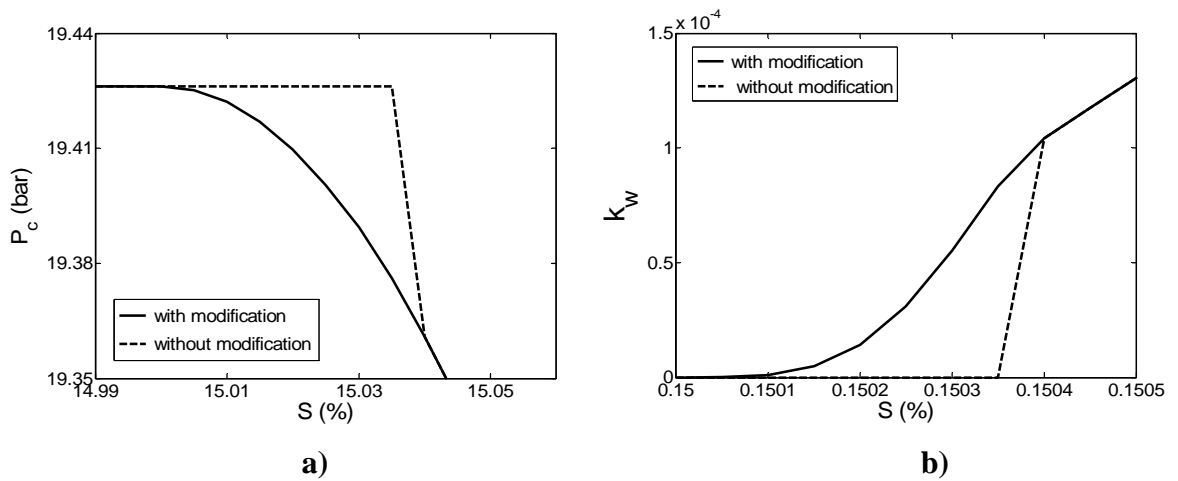 19.44
19.41
19.38
19.35
P_c (bar)
14.99
15.01
15.03
15.05
S (%)
with modification
without modification
a)
1.5 x 10^-4
1
0.5
0
k_w
0.15
0.1501
0.1502
0.1503
0.1504
0.1505
S (%)
with modification
without modification
b)